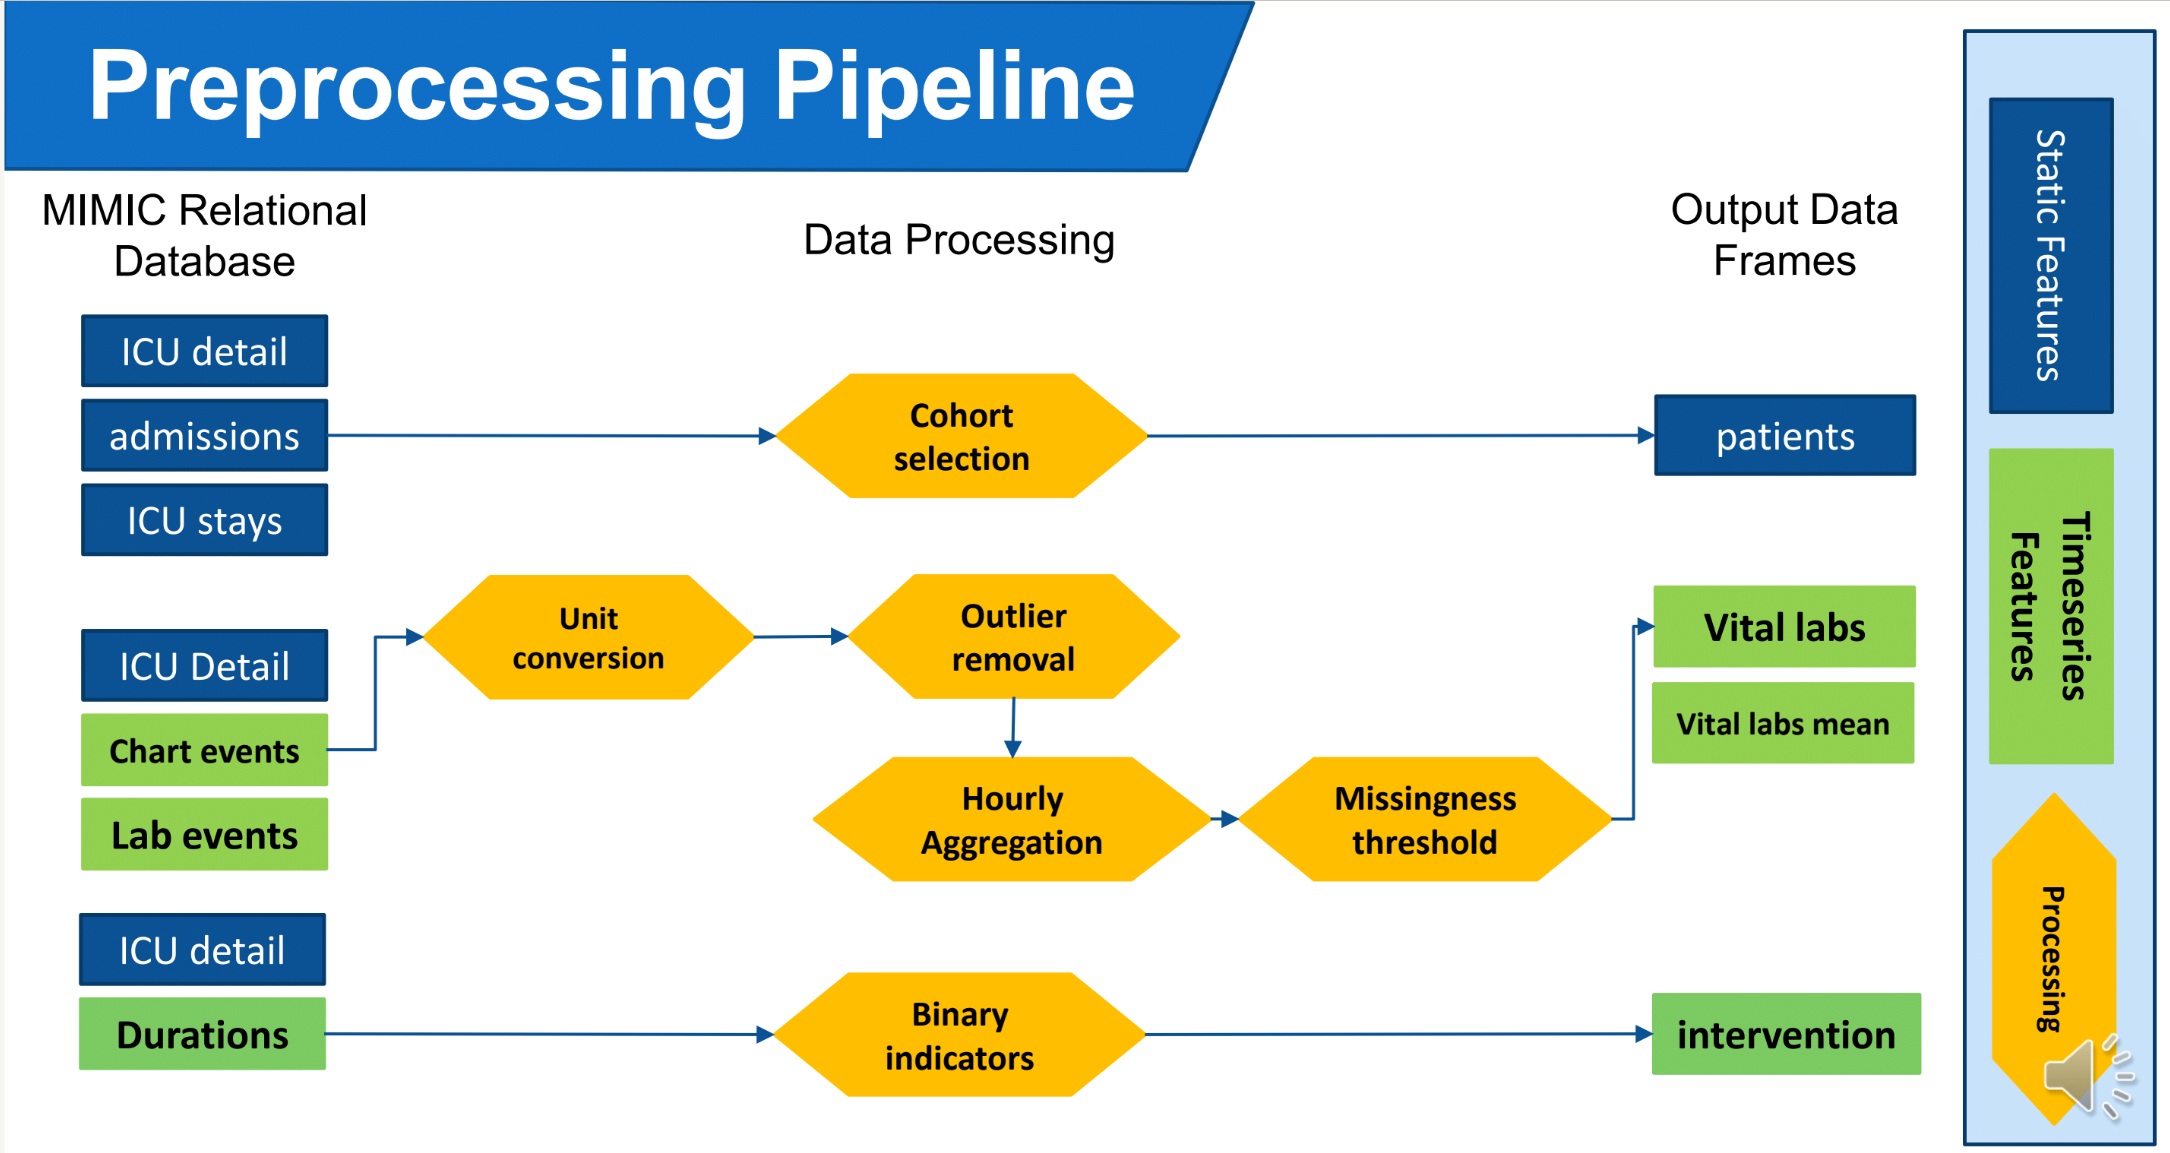 Preprocessing Pipeline
MIMIC Relational
Database
Data Processing
Output Data
Frames
ICU detail
admissions
ICU stays
Cohort
selection
patients
ICU Detail
Chart events
Lab events
Unit
conversion
Outlier
removal
Hourly
Aggregation
Missingness
threshold
Vital labs
Vital labs mean
ICU detail
Durations
Binary
indicators
intervention
Static Features
Timeseries
Features
Processing